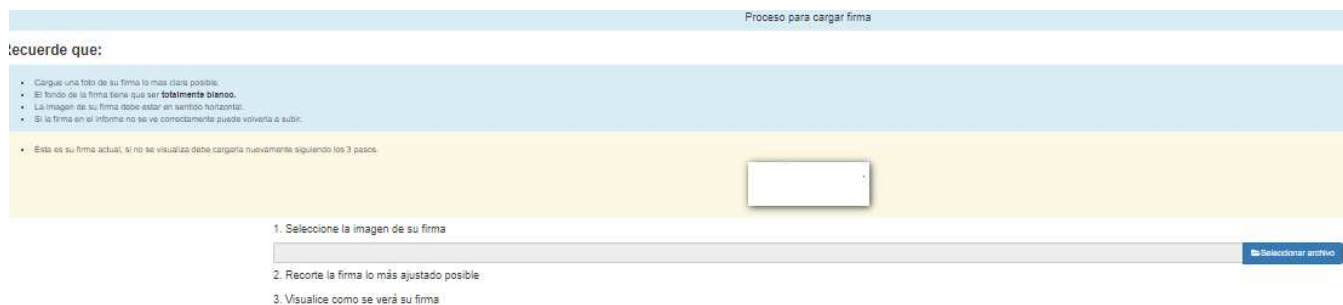 Proceso para cargar firma
Recuerde que:
Cargue una foto de su firma lo mas clara posible.
El fondo de la firma tiene que ser totalmente blanco.
La imagen de su firma debe estar en sentido horizontal.
Si la firma en el informe no se ve correctamente puede volverla a subir.
Esta es su firma actual, si no se visualiza debe cargarla nuevamente siguiendo los 3 pasos.
1. Seleccione la imagen de su firma
Seleccionar archivo
2. Recorte la firma lo más ajustado posible
3. Visualice como se verá su firma